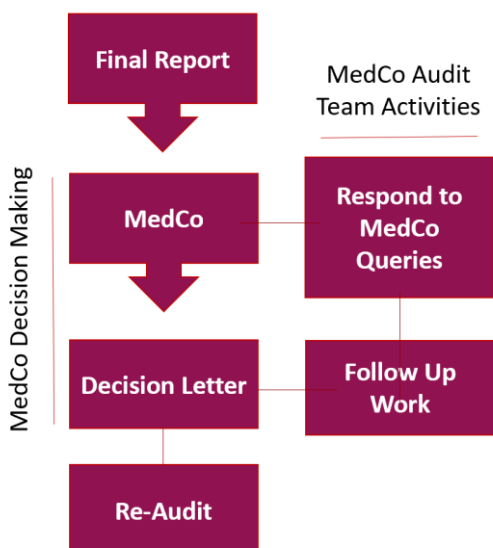 Final Report
MedCo Audit
Team Activities
MedCo Decision Making
MedCo
Respond to
MedCo
Queries
Decision Letter
Follow Up
Work
Re-Audit